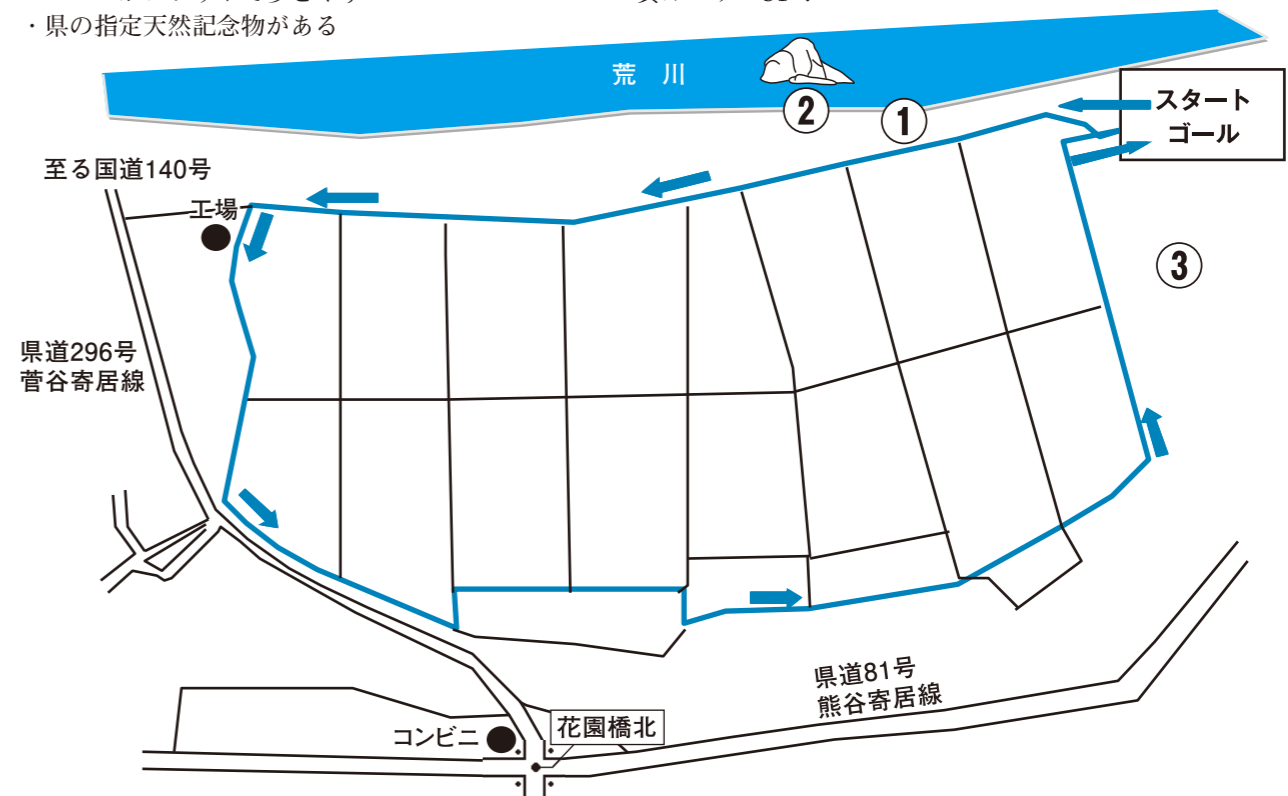 ・県の指定天然記念物がある
荒 川
②
①
スタート
ゴール
至る国道140号
工場
③
県道296号
菅谷寄居線
県道81号
熊谷寄居線
花園橋北
コンビニ